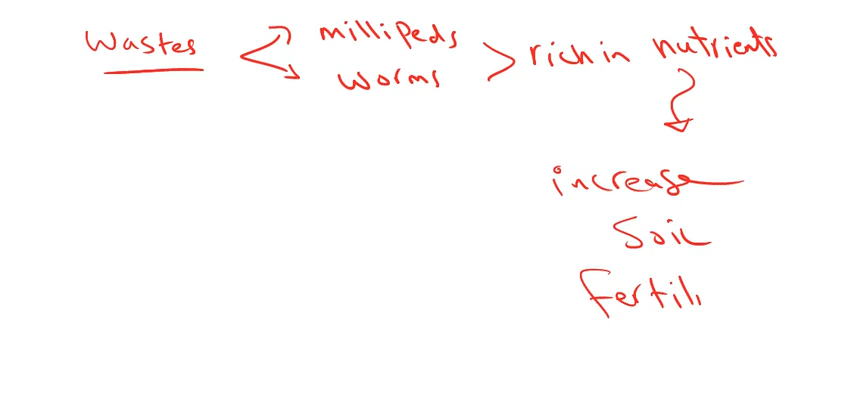 Wastes
millipeds
worms
rich in nutrients
increase
Soil
fertili